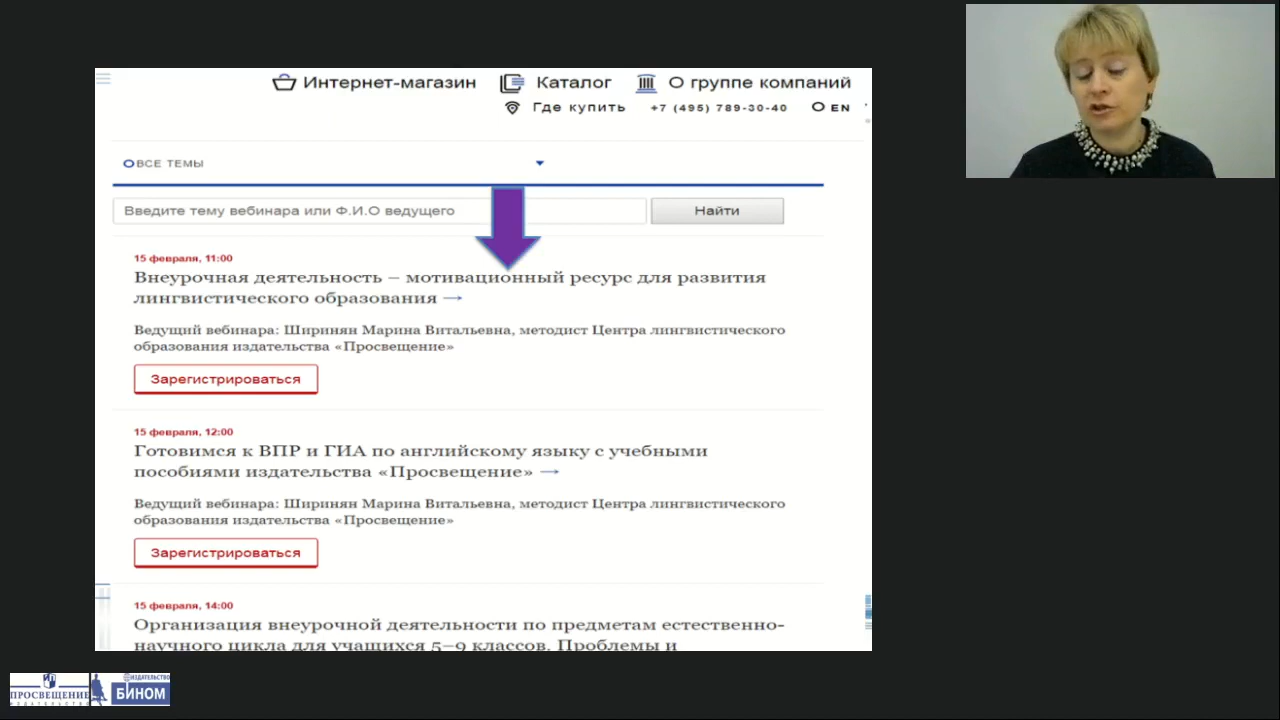 Интернет-магазин
Каталог
О группе компаний
Где купить
+7 (495) 789-30-40
EN
ВСЕ ТЕМЫ
Введите тему вебинара или Ф.И.О ведущего
Найти
15 февраля, 11:00
Внеурочная деятельность – мотивационный ресурс для развития
лингвистического образования →
Ведущий вебинара: Ширинян Марина Витальевна, методист Центра лингвистического
образования издательства «Просвещение»
Зарегистрироваться
15 февраля, 12:00
Готовимся к ВПР и ГИА по английскому языку с учебными
пособиями издательства «Просвещение» →
Ведущий вебинара: Ширинян Марина Витальевна, методист Центра лингвистического
образования издательства «Просвещение»
Зарегистрироваться
15 февраля, 14:00
Организация внеурочной деятельности по предметам естественно-
научного цикла для учащихся 5–9 классов. Проблемы и
ПРОСВЕЩЕНИЕ
ИЗДАТЕЛЬСТВО
ИЗДАТЕЛЬСТВО
БИНОМ